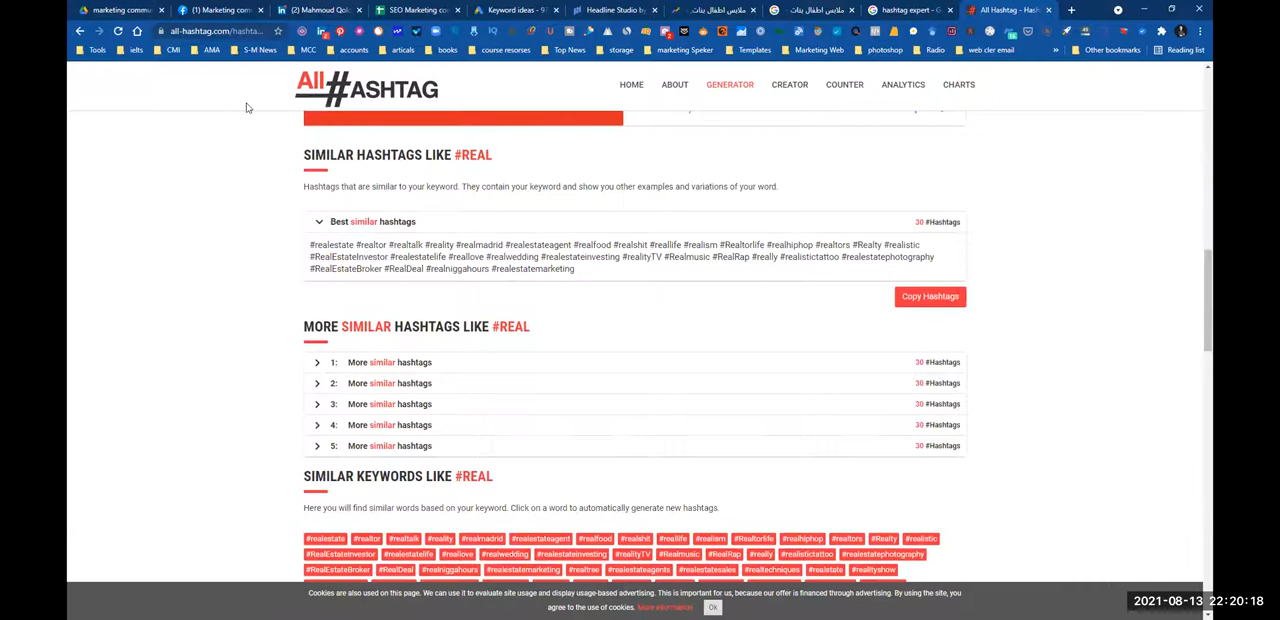 marketing commu
(1) Marketing com
(2) Mahmoud Qol
SEO Marketing co
Keyword ideas - 97
Headline Studio by
ملابس اطفال بنات
ملابس اطفال بنات -
hashtag expert - G
All Hashtag - Hash
all-hashtag.com/hashta...
Tools
ielts
CMI
AMA
S-M News
MCC
accounts
articals
books
course resorses
Top News
storage
marketing Speker
Templates
Marketing Web
photoshop
Radio
web cler email
Other bookmarks
Reading list
All #ASHTAG
HOME ABOUT GENERATOR CREATOR COUNTER ANALYTICS CHARTS
SIMILAR HASHTAGS LIKE #REAL
Hashtags that are similar to your keyword. They contain your keyword and show you other examples and variations of your word.
Best similar hashtags 30 #Hashtags
#realestate #realtor #realtalk #reality #realmadrid #realestateagent #realfood #realshit #reallife #realism #Realtorlife #realhiphop #realtors #Realty #realistic
#RealEstateInvestor #realestatelife #reallove #realwedding #realestateinvesting #realityTV #Realmusic #RealRap #really #realistictattoo #realestatephotography
#RealEstateBroker #RealDeal #realniggahours #realestatemarketing
Copy Hashtags
MORE SIMILAR HASHTAGS LIKE #REAL
1: More similar hashtags 30 #Hashtags
2: More similar hashtags 30 #Hashtags
3: More similar hashtags 30 #Hashtags
4: More similar hashtags 30 #Hashtags
5: More similar hashtags 30 #Hashtags
SIMILAR KEYWORDS LIKE #REAL
Here you will find similar words based on your keyword. Click on a word to automatically generate new hashtags.
#realestate #realtor #realtalk #reality #realmadrid #realestateagent #realfood #realshit #reallife #realism #Realtorlife #realhiphop #realtors #Realty #realistic
#RealEstateInvestor #realestatelife #reallove #realwedding #realestateinvesting #realityTV #Realmusic #RealRap #really #realistictattoo #realestatephotography
#RealEstateBroker #RealDeal #realniggahours #realestatemarketing #realtree #realestateagents #realestatesales #realtechniques #realstate #realityshow
Cookies are also used on this page. We can use it to evaluate site usage and display usage-based advertising. This is important for us, because our offer is financed through advertising. By using the site, you
agree to the use of cookies. More information Ok
2021-08-13 22:20:18